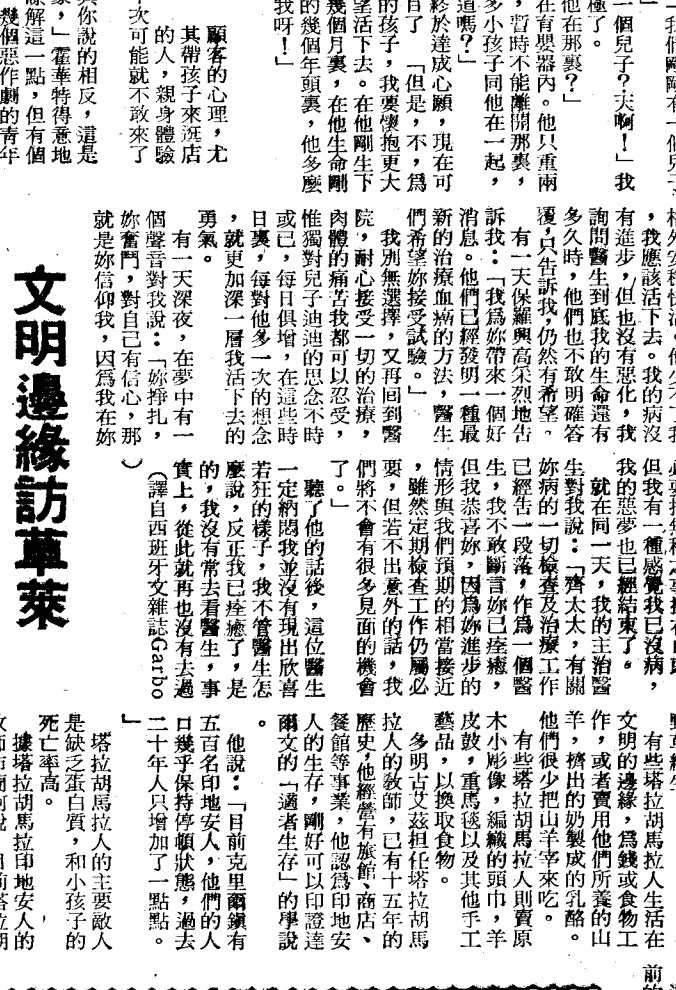 「我們剛剛有一個兒子
」
一個兒子?天啊!」我
極了。
他在那裏?」
在育嬰器內。他只重兩
,暫時不能離開那裏,
多小孩子同他在一起,
道嗎?」
終於達成心願,現在可
目了 「但是,不,爲
的孩子,我要懷抱更大
望活下去。在他剛生下
幾個月裏,在他生命剛
的幾個年頭裏,他多麼
我呀!」
顧客的心理,尤
其帶孩子來逛店
的人,親身體驗
次可能就不敢來了
與你說的相反,這是
象,」霍華特得意地
瞭解這一點,但有個
幾個惡作劇的青年
,我應該活下去。我的病沒
有進步,但也沒有惡化,我
詢問醫生到底我的生命還有
多久時,他們也不敢明確答
覆,只告訴我,仍然有希望。
有一天保羅興高采烈地告
訴我:「我爲妳帶來一個好
消息。他們已經發明一種最
新的治療血癌的方法,醫生
們希望妳接受試驗。」
我別無選擇,又再回到醫
院,耐心接受一切的治療,
肉體的痛苦我都可以忍受,
惟獨對兒子迪迪的思念不時
或已,每日俱增,在這些時
日裏,每對他多一次的想念
,就更加深一層我活下去的
勇氣。
有一天深夜,在夢中有一
個聲音對我說:「妳掙扎,
妳奮鬥,對自己有信心,那
就是妳信仰我,因爲我在妳
但我有一種感覺我已沒病,
我的惡夢也已經結束了。
就在同一天,我的主治醫
生對我說:「齊太太,有關
妳病的一切檢查及治療工作
已經告一段落,作爲一個醫
生,我不敢斷言妳已痊癒,
但我恭喜妳,因爲妳進步的
情形與我們預期的相當接近
,雖然定期檢查工作仍屬必
要,但若不出意外的話,我
們將不會有很多見面的機會
了。」
聽了他的話後,這位醫生
一定納悶我並沒有現出欣喜
若狂的樣子,我不管醫生怎
麼說,反正我已痊癒了,是
的,我沒有常去看醫生,事
實上,從此就再也沒有去過
(譯自西班牙文雜誌Garbo
)
文明邊緣訪草萊
有些塔拉胡馬拉人生活在
文明的邊緣,爲錢或食物工
作,或者賣用他們所養的山
羊,擠出的奶製成的乳酪。
他們很少把山羊宰來吃。
有些塔拉胡馬拉人則賣原
木小彫像,編織的頭巾,羊
皮鼓,重馬毯以及其他手工
藝品,以換取食物。
多明古艾茲担任塔拉胡馬
拉人的教師,已有十五年的
歷史,他經營有旅館、商店、
餐館等事業,他認爲印地安
人的生存,剛好可以印證達
爾文的「適者生存」的學說
。
他說:「目前克里爾鎮有
五百名印地安人,他們的人
口幾乎保持停頓狀態,過去
二十年人只增加了一點點。
」
塔拉胡馬拉人的主要敵人
是缺乏蛋白質,和小孩子的
死亡率高。
據塔拉胡馬拉印地安人的